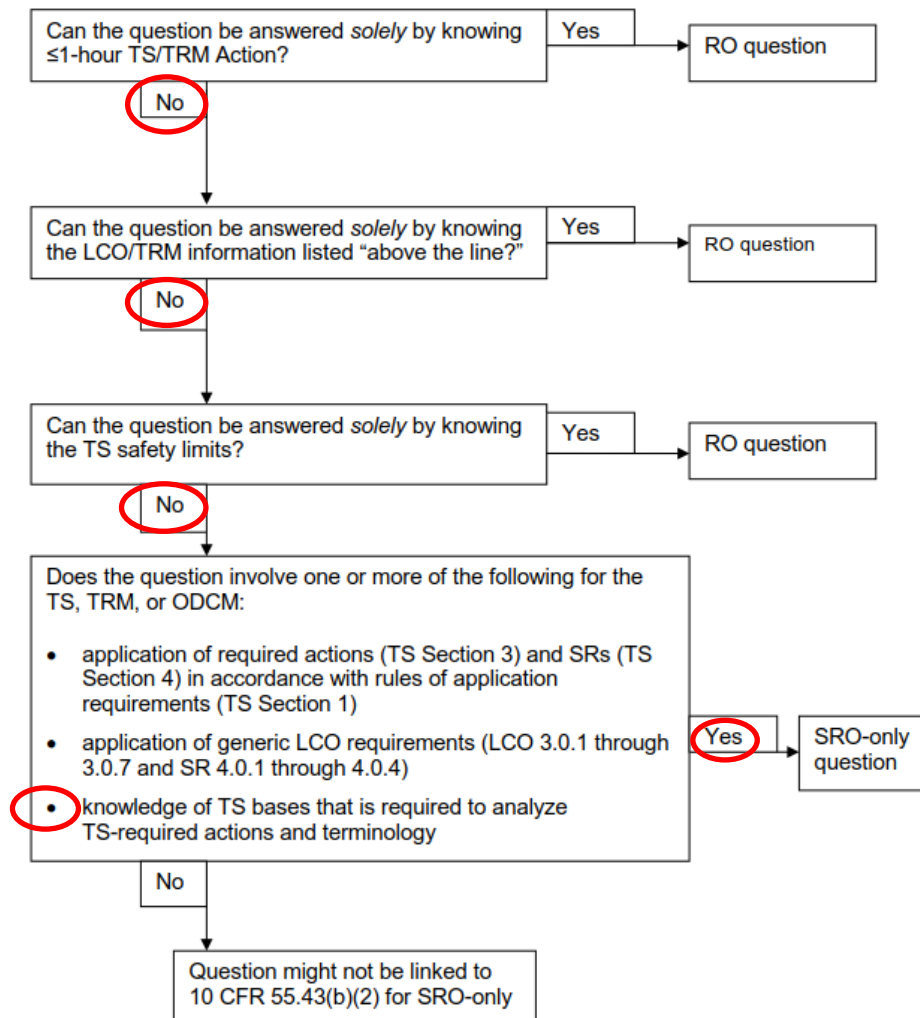 Can the question be answered solely by knowing
≤1-hour TS/TRM Action?
Yes
RO question
No
Can the question be answered solely by knowing
the LCO/TRM information listed “above the line?”
Yes
RO question
No
Can the question be answered solely by knowing
the TS safety limits?
Yes
RO question
No
Does the question involve one or more of the following for the
TS, TRM, or ODCM:
• application of required actions (TS Section 3) and SRs (TS
Section 4) in accordance with rules of application
requirements (TS Section 1)
• application of generic LCO requirements (LCO 3.0.1 through
3.0.7 and SR 4.0.1 through 4.0.4)
• knowledge of TS bases that is required to analyze
TS-required actions and terminology
Yes
SRO-only
question
No
Question might not be linked to
10 CFR 55.43(b)(2) for SRO-only